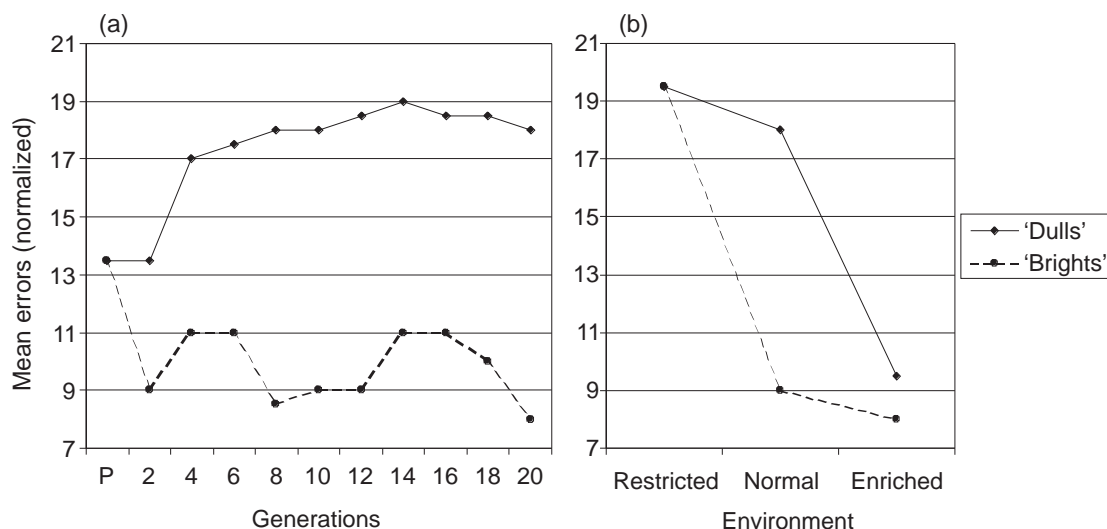 (a)
Mean errors (normalized)
21
19
17
15
13
11
9
7
P 2 4 6 8 10 12 14 16 18 20
Generations
(b)
21
19
17
15
13
11
9
7
Restricted Normal Enriched
Environment
‘Dulls’
‘Brights’